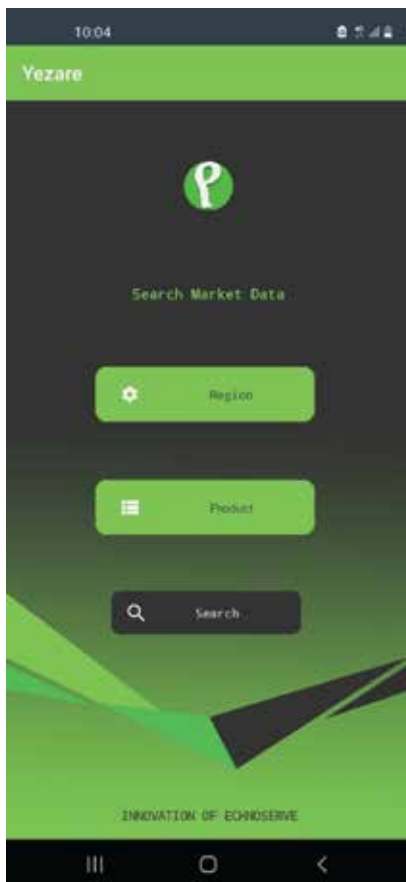 10:04
Yezare
Search Market Data
Region
Product
Search
INNOVATION OF ECHNOSERVE